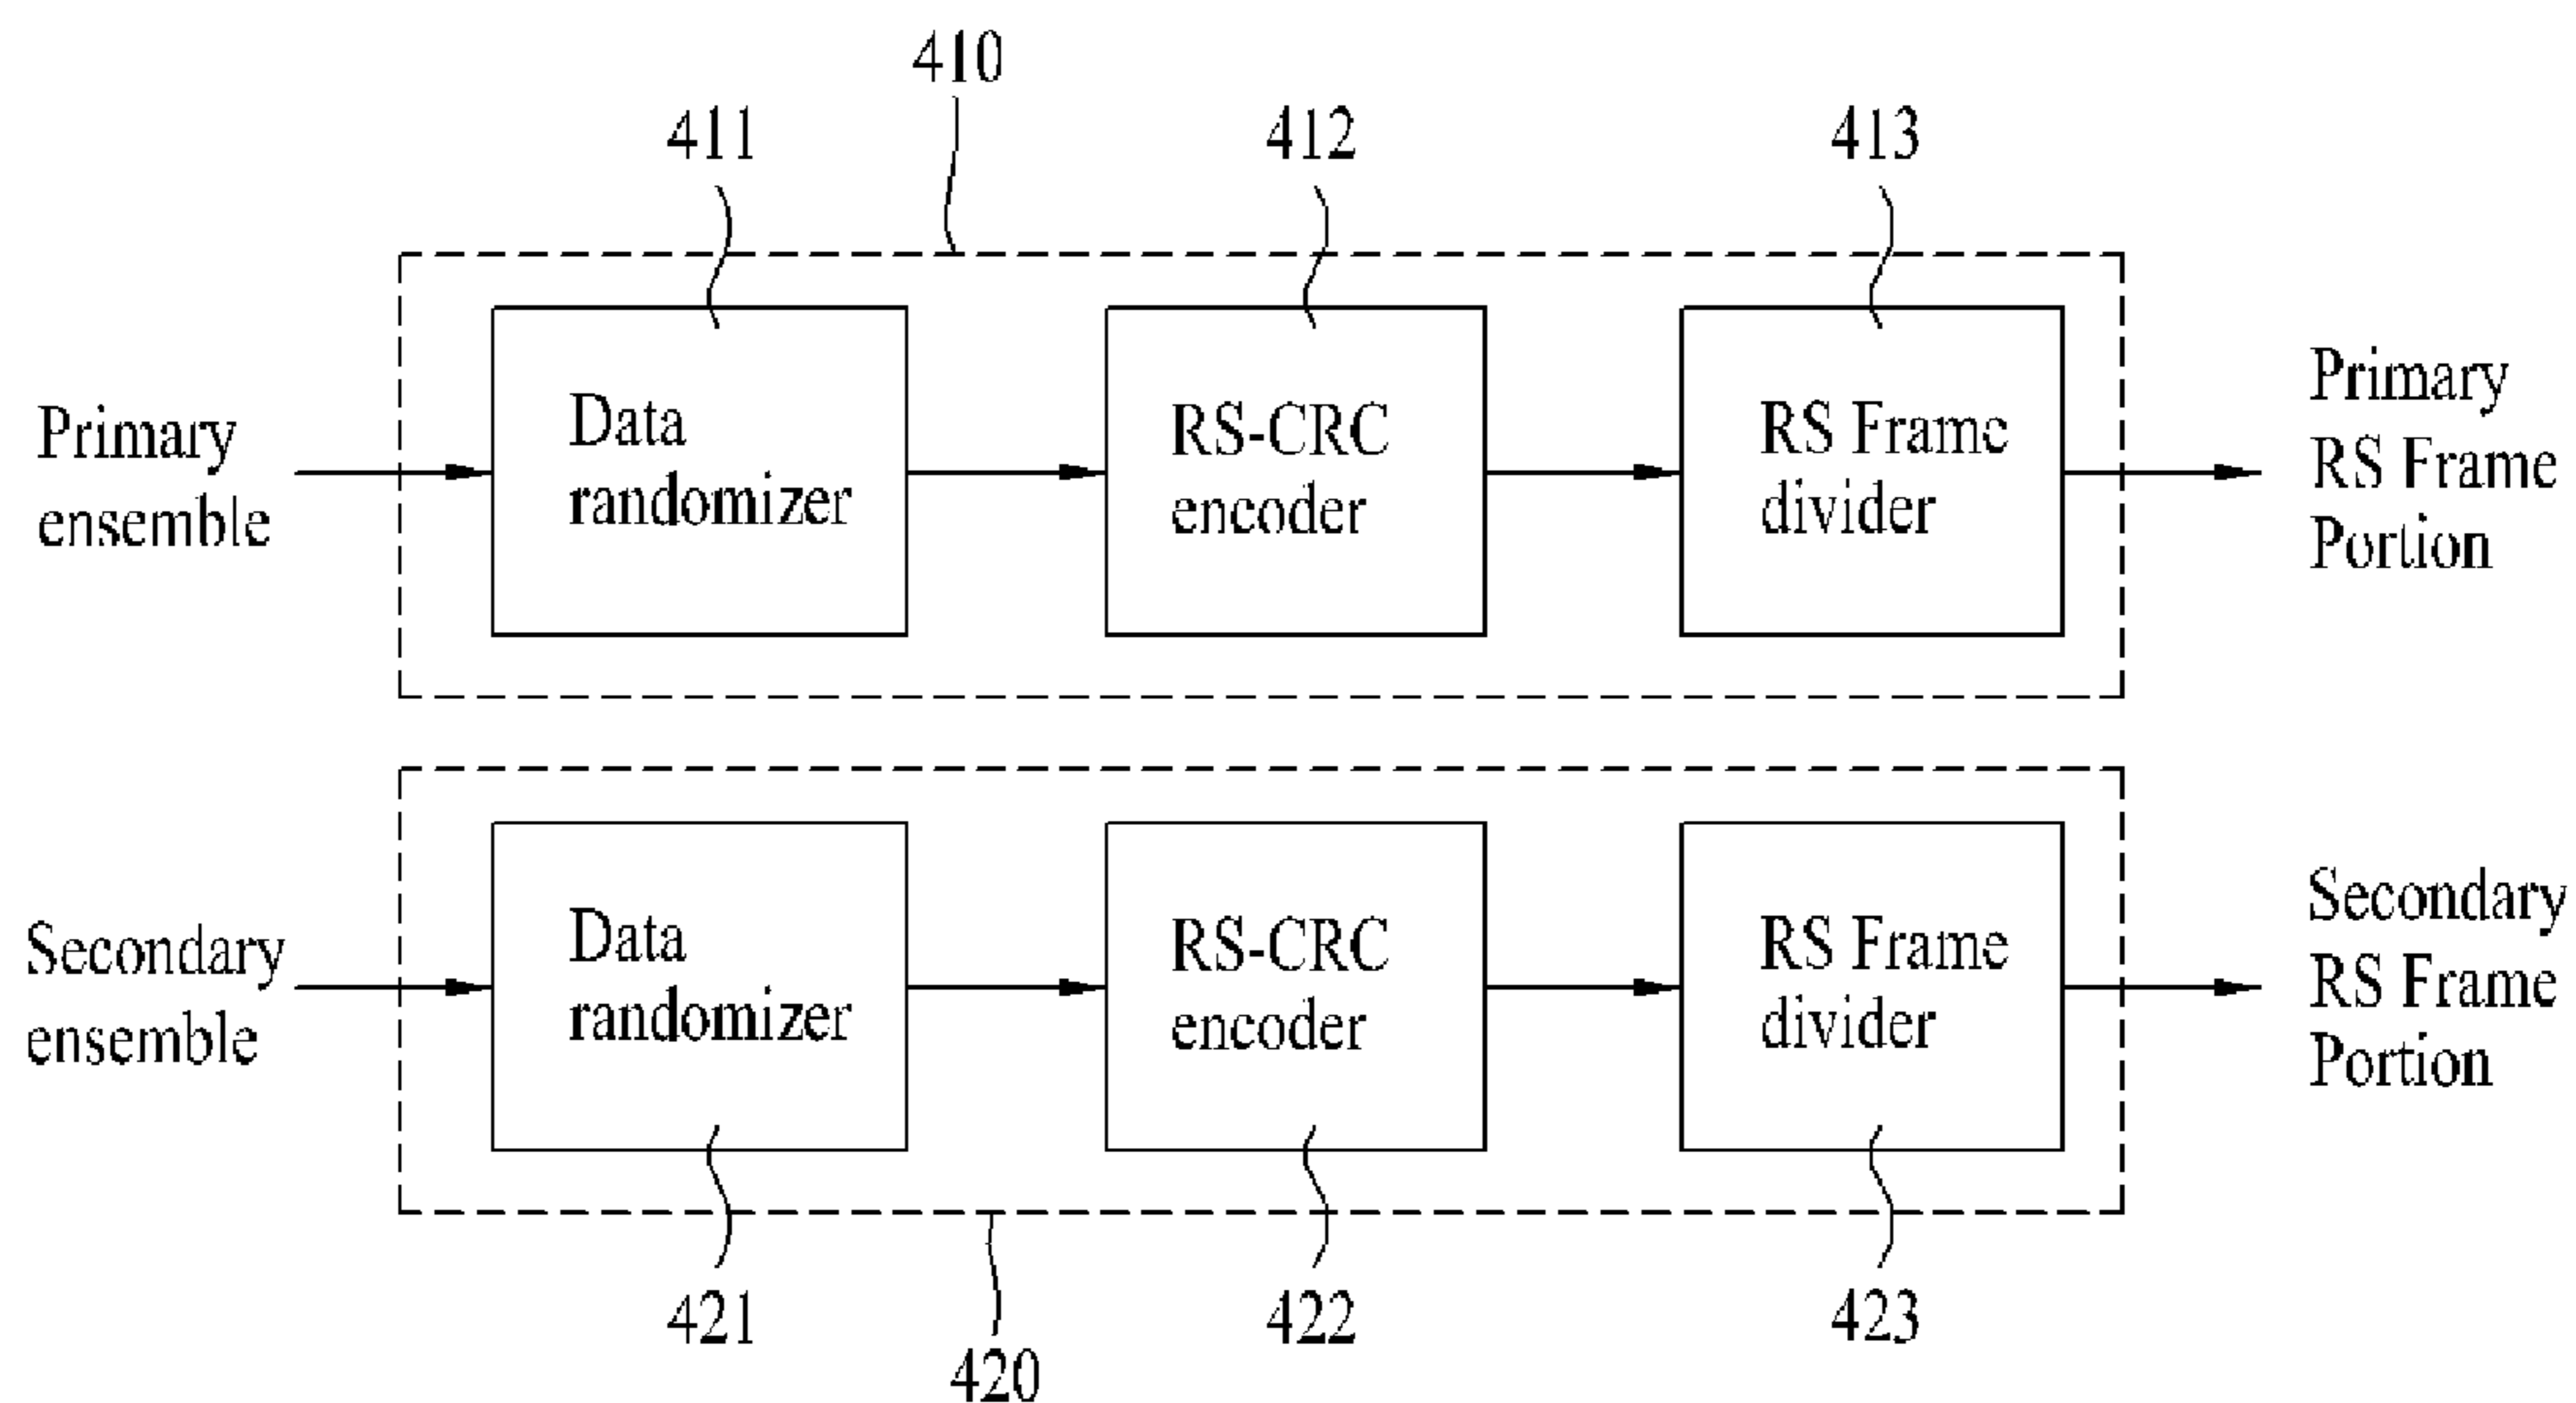 410
411
412
413
Primary
ensemble
Data
randomizer
RS-CRC
encoder
RS Frame
divider
Primary
RS Frame
Portion
Secondary
ensemble
Data
randomizer
RS-CRC
encoder
RS Frame
divider
Secondary
RS Frame
Portion
421
422
423
420